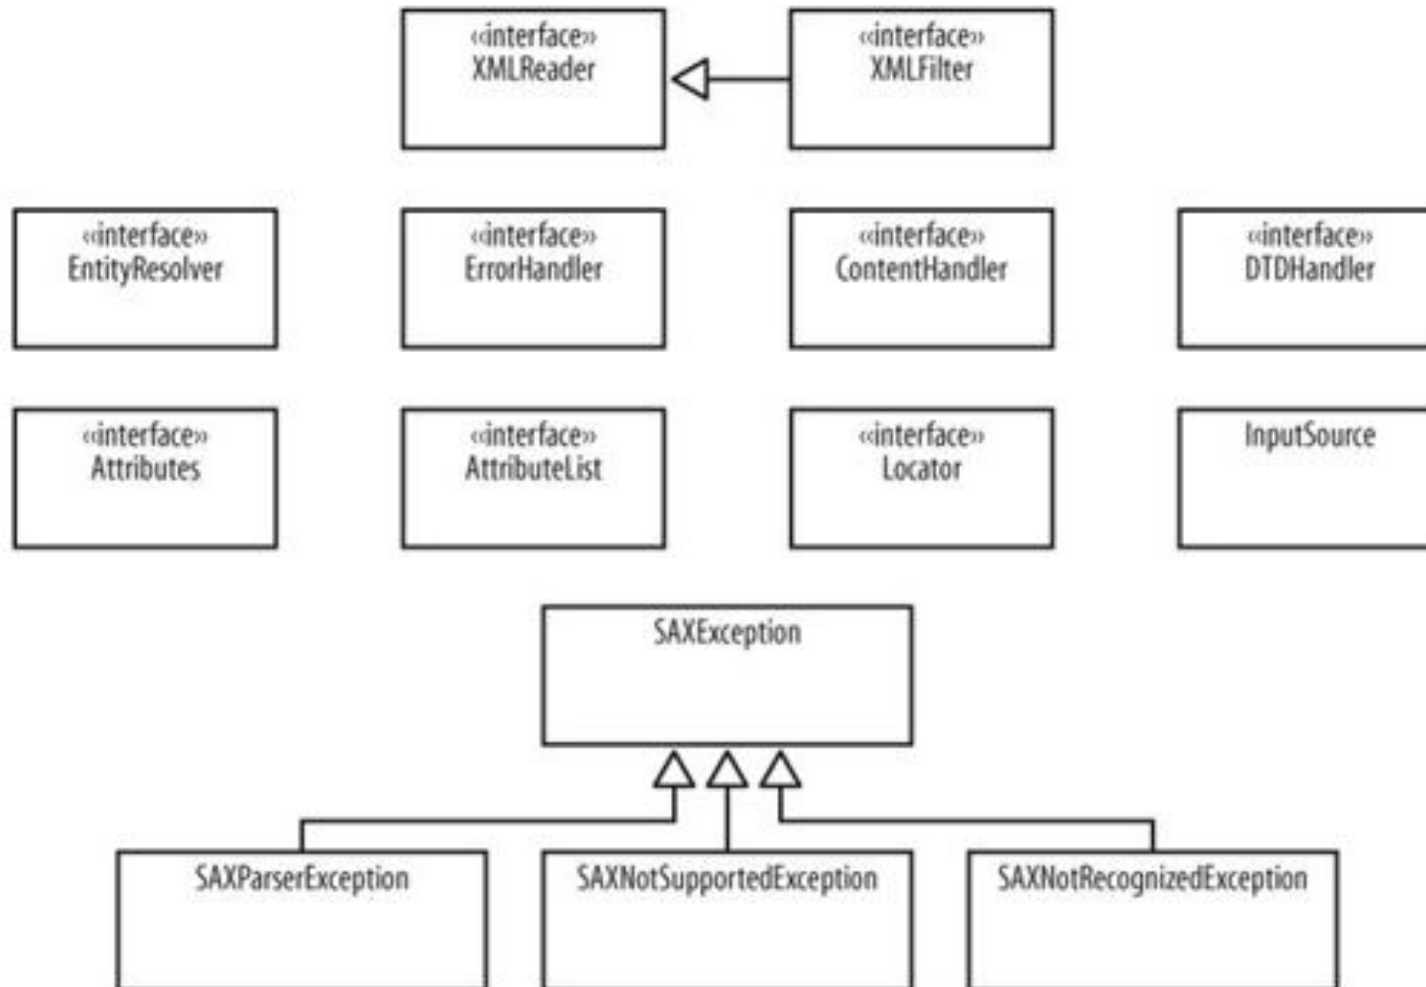 «interface»
XMLReader
«interface»
XMLFilter
«interface»
EntityResolver
«interface»
ErrorHandler
«interface»
ContentHandler
«interface»
DTDHandler
«interface»
Attributes
«interface»
AttributeList
«interface»
Locator
InputSource
SAXException
SAXParserException
SAXNotSupportedException
SAXNotRecognizedException